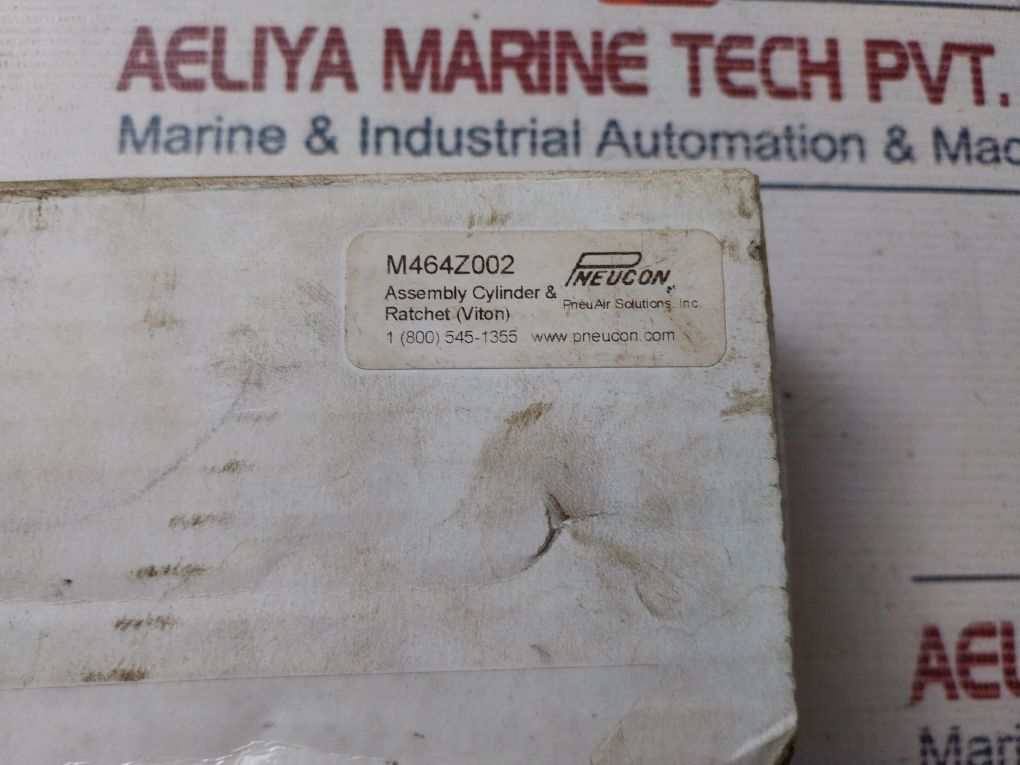 AELIYA MARINE TECH PVT.
Marine & Industrial Automation & Mac
M464Z002
PNEUCON
Assembly Cylinder &
PneuAir Solutions, Inc.
Ratchet (Viton)
1 (800) 545-1355 www.pneucon.com
AEL
Mari